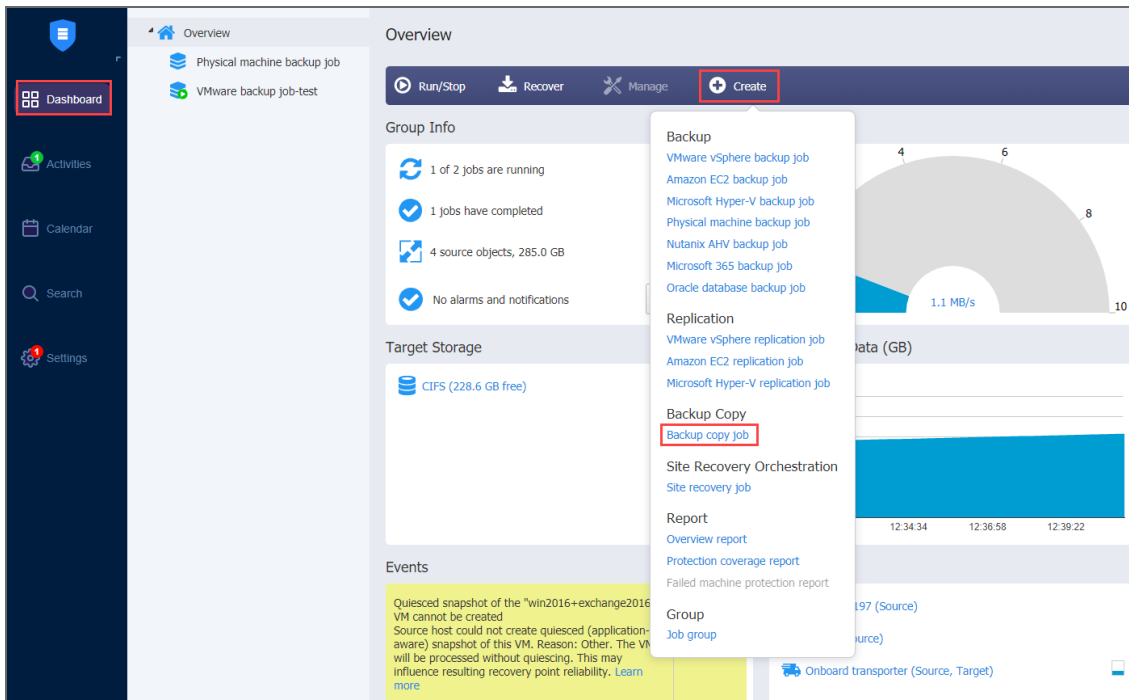 Dashboard
1
Activities
Calendar
Search
1
Settings
Overview
Physical machine backup job
VMware backup job-test
Overview
Run/Stop
Recover
Manage
Create
Group Info
1 of 2 jobs are running
1 jobs have completed
4 source objects, 285.0 GB
No alarms and notifications
Target Storage
CIFS (228.6 GB free)
Events
Quiesced snapshot of the "win2016+exchange2016
VM cannot be created
Source host could not create quiesced (application-
aware) snapshot of this VM. Reason: Other. The VM
will be processed without quiescing. This may
influence resulting recovery point reliability. Learn
more
Backup
VMware vSphere backup job
Amazon EC2 backup job
Microsoft Hyper-V backup job
Physical machine backup job
Nutanix AHV backup job
Microsoft 365 backup job
Oracle database backup job
Replication
VMware vSphere replication job
Amazon EC2 replication job
Microsoft Hyper-V replication job
Backup Copy
Backup copy job
Site Recovery Orchestration
Site recovery job
Report
Overview report
Protection coverage report
Failed machine protection report
Group
Job group
4
6
8
10
1.1 MB/s
Data (GB)
12:34:34
12:36:58
12:39:22
197 (Source)
Onboard transporter (Source, Target)